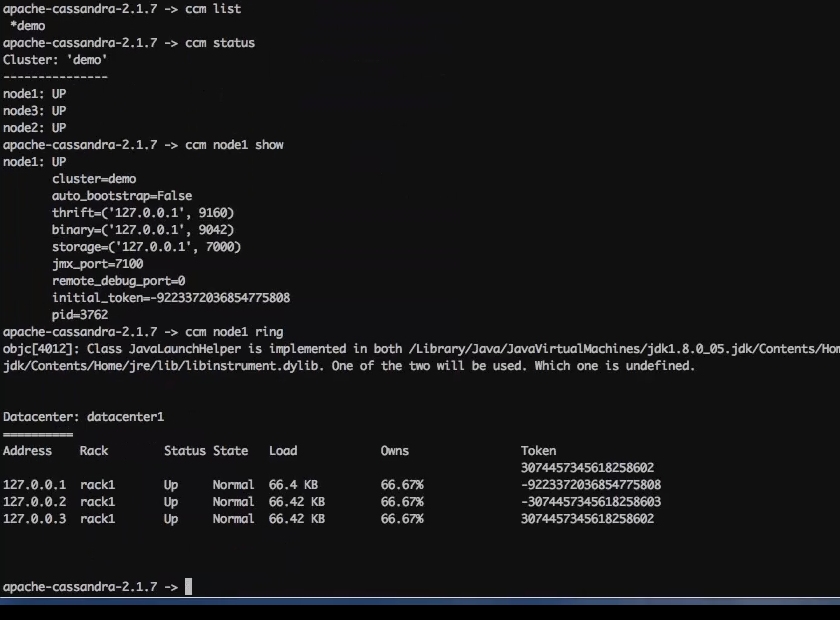 apache-cassandra-2.1.7 -> ccm list
*demo
apache-cassandra-2.1.7 -> ccm status
Cluster: 'demo'
---------------
node1: UP
node3: UP
node2: UP
apache-cassandra-2.1.7 -> ccm node1 show
node1: UP
cluster=demo
auto_bootstrap=False
thrift=('127.0.0.1', 9160)
binary=('127.0.0.1', 9042)
storage=('127.0.0.1', 7000)
jmx_port=7100
remote_debug_port=0
initial_token=-9223372036854775808
pid=3762
apache-cassandra-2.1.7 -> ccm node1 ring
objc[4012]: Class JavaLaunchHelper is implemented in both /Library/Java/JavaVirtualMachines/jdk1.8.0_05.jdk/Contents/Hom
jdk/Contents/Home/jre/lib/libinstrument.dylib. One of the two will be used. Which one is undefined.
Datacenter: datacenter1
==========
Address Rack Status State Load Owns Token
3074457345618258602
127.0.0.1 rack1 Up Normal 66.4 KB 66.67% -9223372036854775808
127.0.0.2 rack1 Up Normal 66.42 KB 66.67% -3074457345618258603
127.0.0.3 rack1 Up Normal 66.42 KB 66.67% 3074457345618258602
apache-cassandra-2.1.7 ->